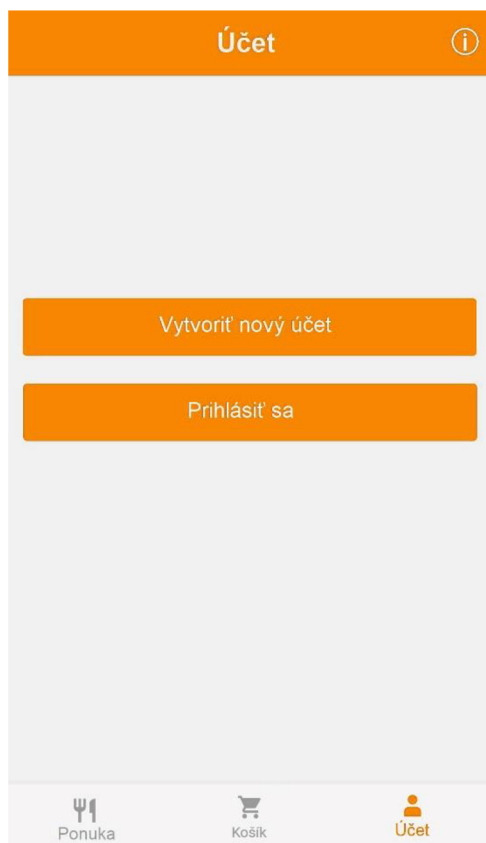 Účet
Vytvoriť nový účet
Prihlásiť sa
Ponuka
Košík
Účet